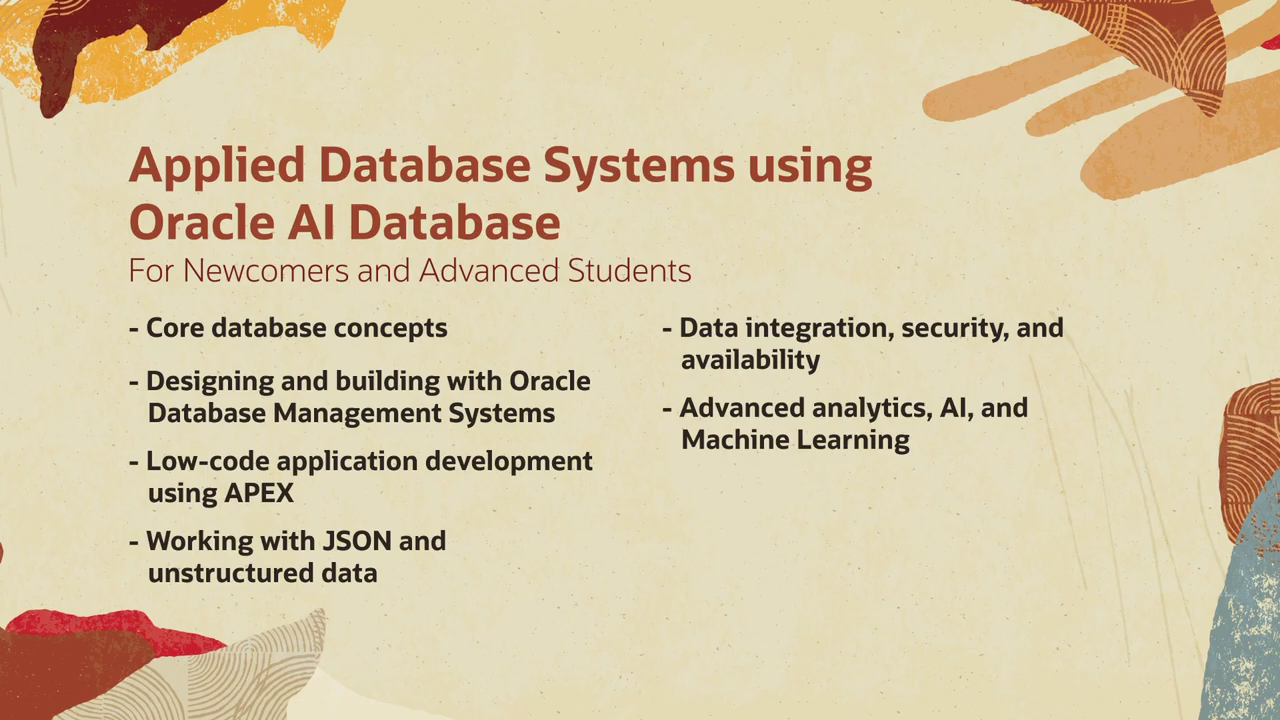 Applied Database Systems using
Oracle AI Database
For Newcomers and Advanced Students
- Core database concepts
- Designing and building with Oracle
Database Management Systems
- Low-code application development
using APEX
- Working with JSON and
unstructured data
- Data integration, security, and
availability
- Advanced analytics, AI, and
Machine Learning